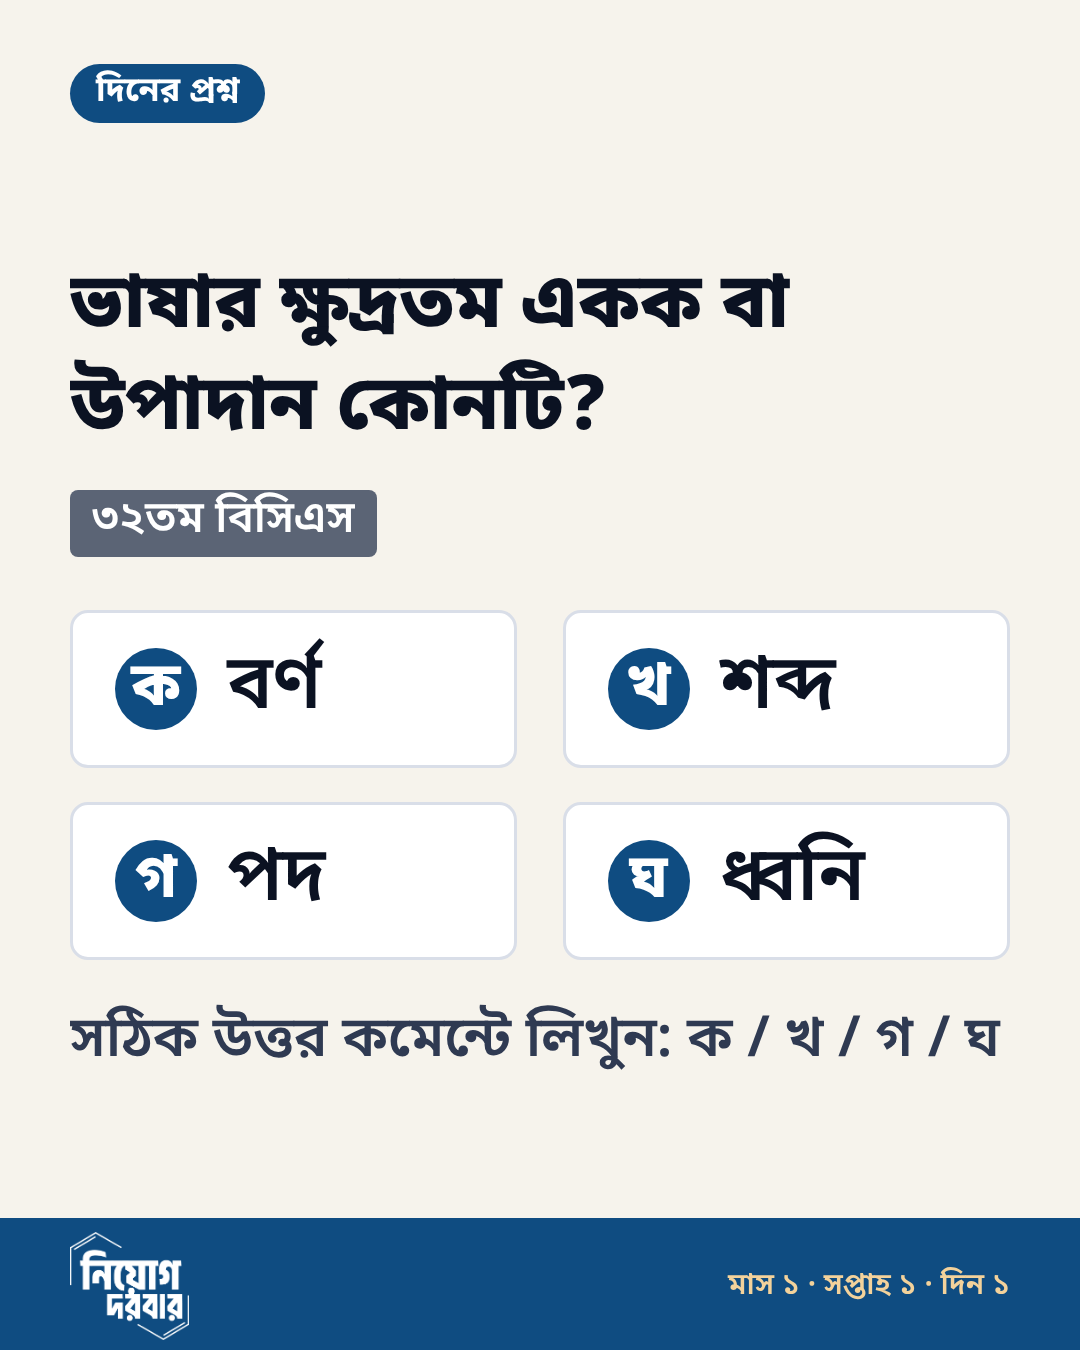 দিনের প্রশ্ন
ভাষার ক্ষুদ্রতম একক বা
উপাদান কোনটি?
৩২তম বিসিএস
ক বর্ণ
খ শব্দ
গ পদ
ঘ ধ্বনি
সঠিক উত্তর কমেন্টে লিখুন: ক / খ / গ / ঘ
নিয়োগ
দরবার
মাস ১ · সপ্তাহ ১ · দিন ১